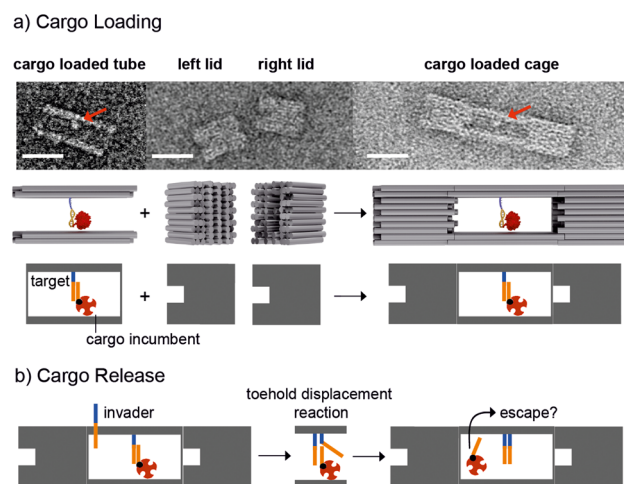 a) Cargo Loading
cargo loaded tube
left lid
right lid
cargo loaded cage
+
target
+
cargo incumbent
b) Cargo Release
invader
toehold displacement
reaction
escape?